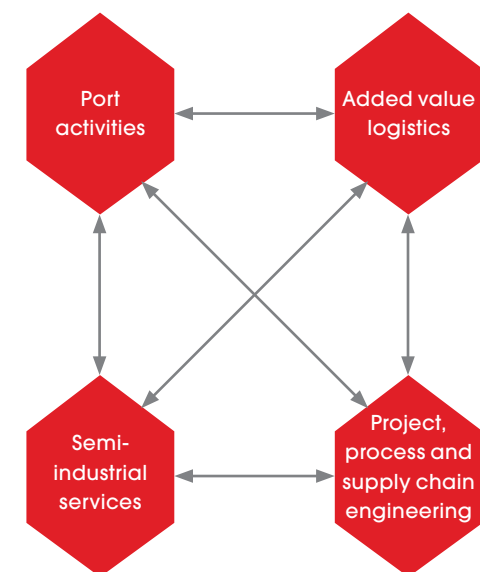 Port
activities
Added value
logistics
Semi-
industrial
services
Project,
process and
supply chain
engineering